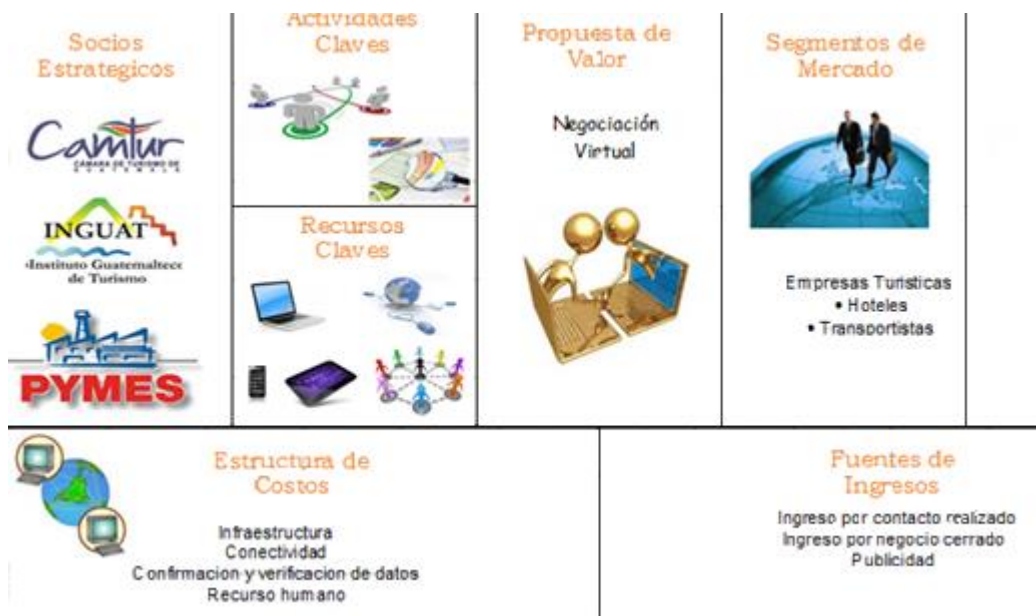 Socios
Estrategicos
Camtur
CÁMARA DE TURISMO DE
GUATEMALA
INGUAT
Instituto Guatemaltece
de Turismo
PYMES
Actividades
Claves
Recursos
Claves
Propuesta de
Valor
Negociación
Virtual
Segmentos de
Mercado
Empresas Turisticas
• Hoteles
• Transportistas
Estructura de
Costos
Infraestructura
Conectividad
Confirmacion y verificacion de datos
Recurso humano
Fuentes de
Ingresos
Ingreso por contacto realizado
Ingreso por negocio cerrado
Publicidad